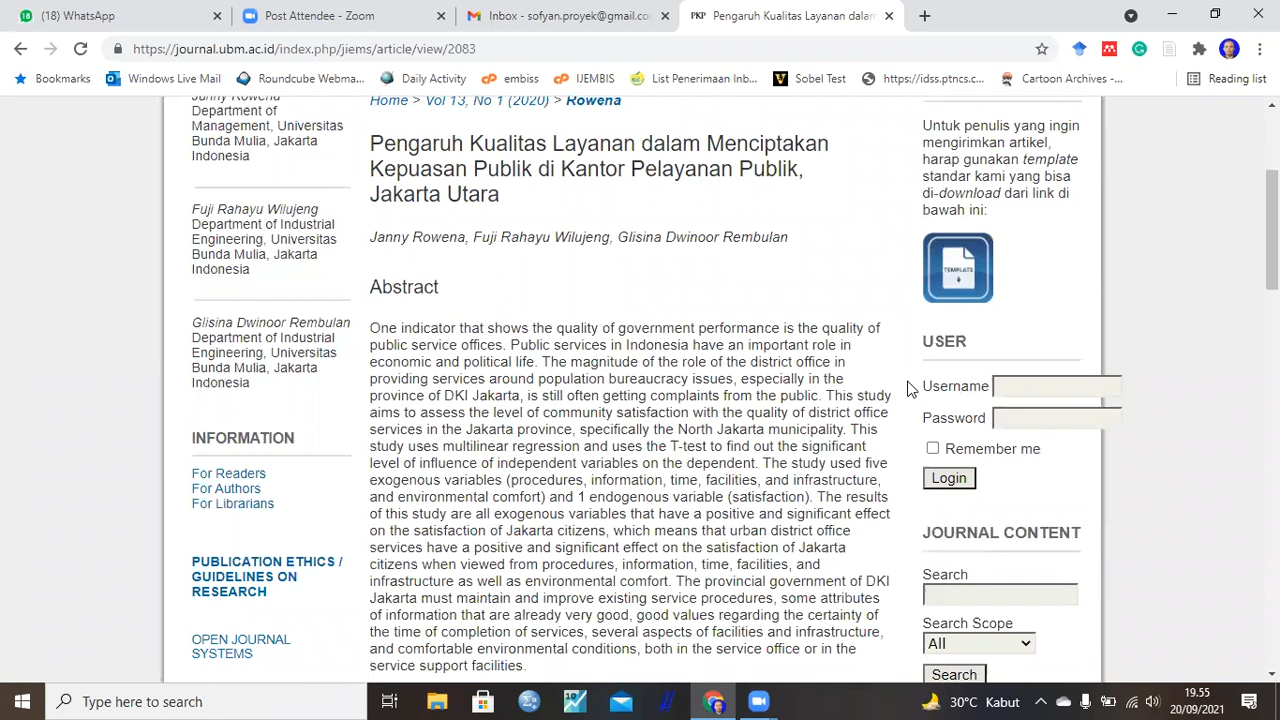 (18) WhatsApp
Post Attendee - Zoom
Inbox - sofyan.proyek@gmail.co
PKP Pengaruh Kualitas Layanan dalam
https://journal.ubm.ac.id/index.php/jiems/article/view/2083
Bookmarks
Windows Live Mail
Roundcube Webma...
Daily Activity
embiss
IJEMBIS
List Penerimaan Inb...
Sobel Test
https://idss.ptncs.c...
Cartoon Archives -...
Reading list
Janny Rowena
Department of
Management, Universitas
Bunda Mulia, Jakarta
Indonesia
Fuji Rahayu Wilujeng
Department of Industrial
Engineering, Universitas
Bunda Mulia, Jakarta
Indonesia
Glisina Dwinoor Rembulan
Department of Industrial
Engineering, Universitas
Bunda Mulia, Jakarta
Indonesia
INFORMATION
For Readers
For Authors
For Librarians
PUBLICATION ETHICS /
GUIDELINES ON
RESEARCH
OPEN JOURNAL
SYSTEMS
Home > Vol 13, No 1 (2020) > Rowena
Pengaruh Kualitas Layanan dalam Menciptakan
Kepuasan Publik di Kantor Pelayanan Publik,
Jakarta Utara
Janny Rowena, Fuji Rahayu Wilujeng, Glisina Dwinoor Rembulan
Abstract
One indicator that shows the quality of government performance is the quality of
public service offices. Public services in Indonesia have an important role in
economic and political life. The magnitude of the role of the district office in
providing services around population bureaucracy issues, especially in the
province of DKI Jakarta, is still often getting complaints from the public. This study
aims to assess the level of community satisfaction with the quality of district office
services in the Jakarta province, specifically the North Jakarta municipality. This
study uses multilinear regression and uses the T-test to find out the significant
level of influence of independent variables on the dependent. The study used five
exogenous variables (procedures, information, time, facilities, and infrastructure,
and environmental comfort) and 1 endogenous variable (satisfaction). The results
of this study are all exogenous variables that have a positive and significant effect
on the satisfaction of Jakarta citizens, which means that urban district office
services have a positive and significant effect on the satisfaction of Jakarta
citizens when viewed from procedures, information, time, facilities, and
infrastructure as well as environmental comfort. The provincial government of DKI
Jakarta must maintain and improve existing service procedures, some attributes
of information that are already very good, good values regarding the certainty of
the time of completion of services, several aspects of facilities and infrastructure,
and comfortable environmental conditions, both in the service office or in the
service support facilities.
Untuk penulis yang ingin
mengirimkan artikel,
harap gunakan template
standar kami yang bisa
di-download dari link di
bawah ini:
TEMPLATE
USER
Username
Password
Remember me
Login
JOURNAL CONTENT
Search
Search Scope
All
Search
Type here to search
30°C Kabut
19.55
20/09/2021